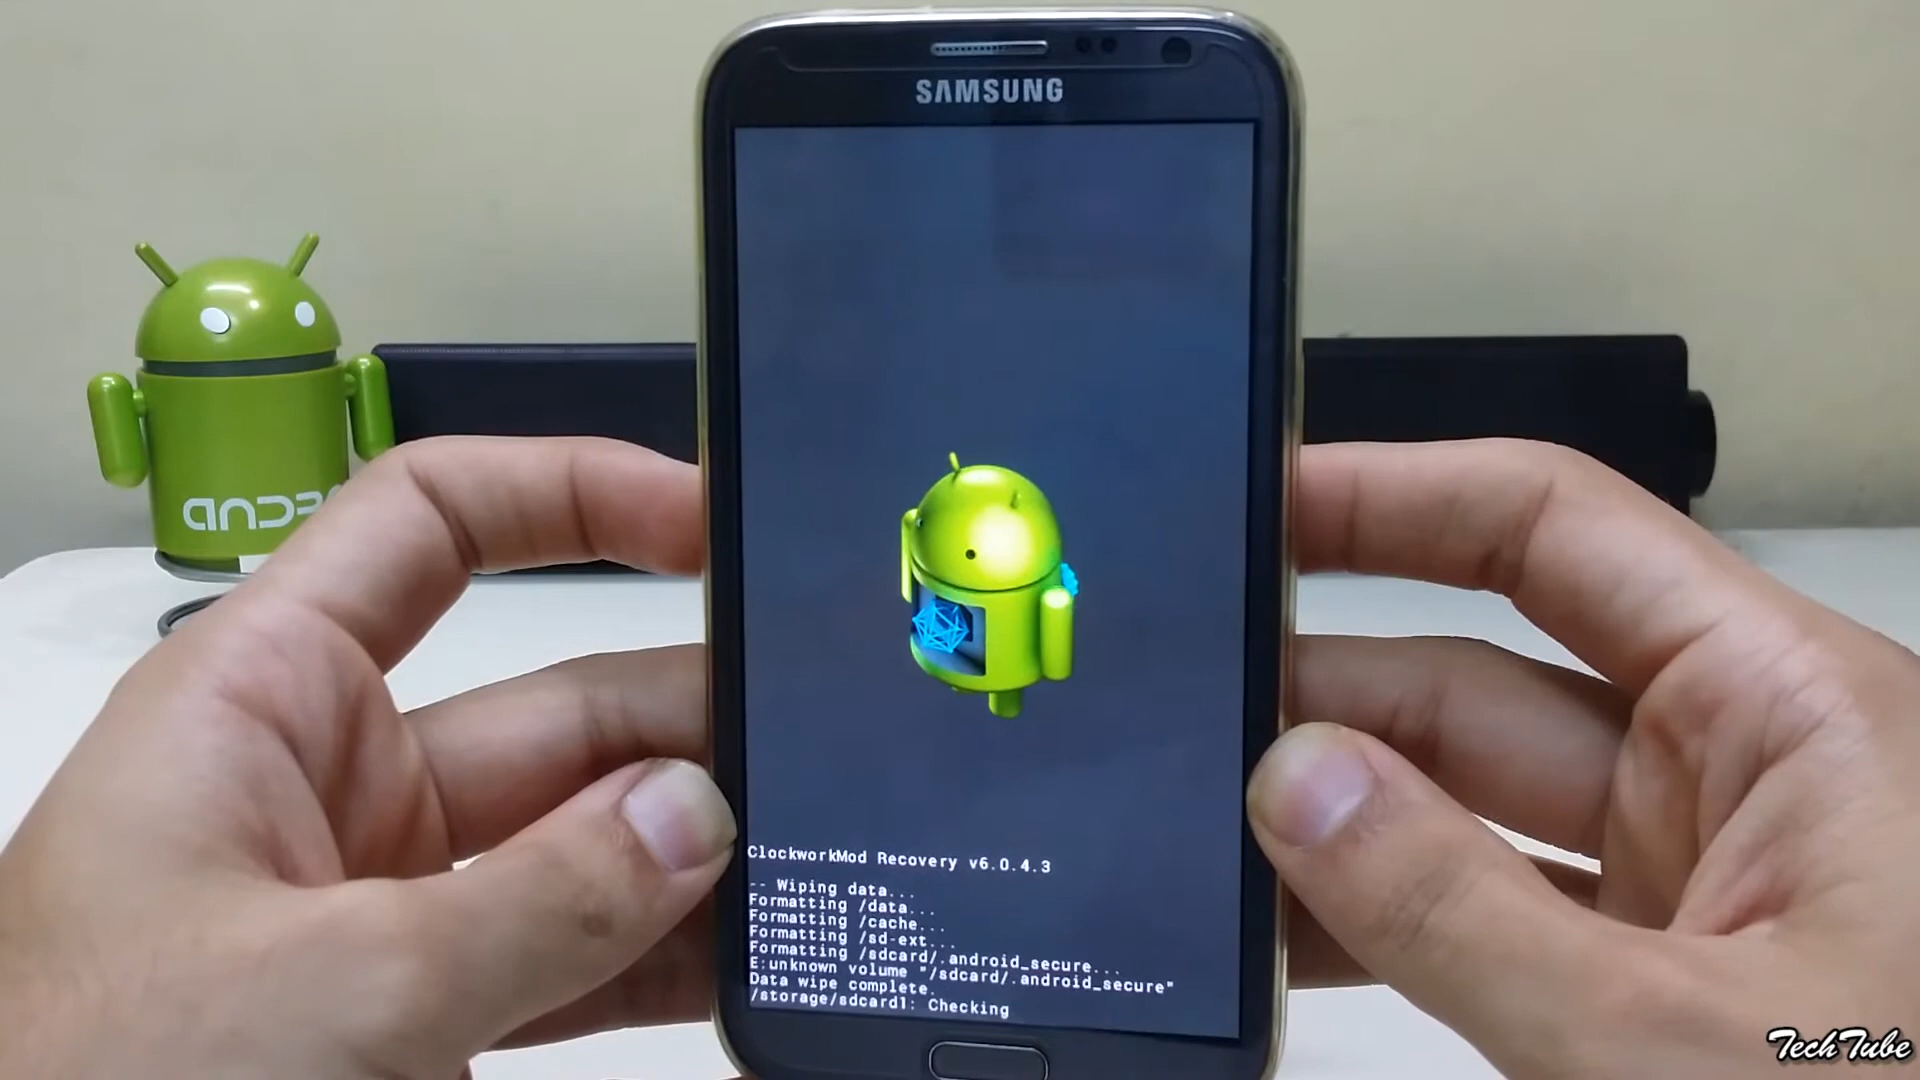 SAMSUNG
ClockworkMod Recovery v6.0.4.3
-- Wiping data...
Formatting /data...
Formatting /cache...
Formatting /sd-ext...
Formatting /sdcard/.android_secure...
E:unknown volume "/sdcard/.android_secure"
Data wipe complete.
/storage/sdcard1: Checking
TechTube